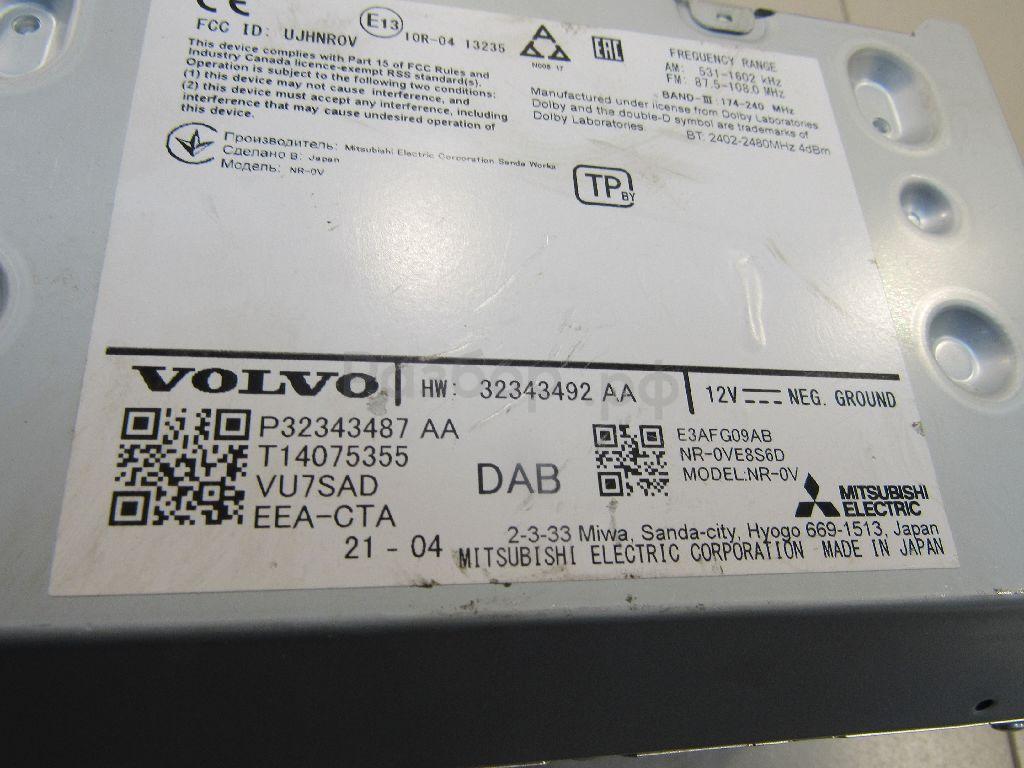 CE
FCC ID: UJHNR0V
E13
10R-04 13235
N008 17
EAC
FREQUENCY RANGE
AM: 531-1602 kHz
FM: 87.5-108.0 MHz
BAND-III:174-240 MHz
This device complies with Part 15 of FCC Rules and
Industry Canada licence-exempt RSS standard(s).
Operation is subject to the following two conditions:
(1) this device may not cause interference, and
(2) this device must accept any interference, including
interference that may cause undesired operation of
this device.
Manufactured under license from Dolby Laboratories
Dolby and the double-D symbol are trademarks of
Dolby Laboratories.
BT: 2402-2480MHz 4dBm
Производитель: Mitsubishi Electric Corporation Sanda Works
Сделано в: Japan
Модель: NR-0V
TP BY
VOLVO
HW: 32343492 AA
12V NEG. GROUND
P32343487 AA
T14075355
VU7SAD
EEA-CTA
21-04
DAB
E3AFG09AB
NR-0VE8S6D
MODEL:NR-0V
MITSUBISHI
ELECTRIC
2-3-33 Miwa, Sanda-city, Hyogo 669-1513, Japan
MITSUBISHI ELECTRIC CORPORATION MADE IN JAPAN